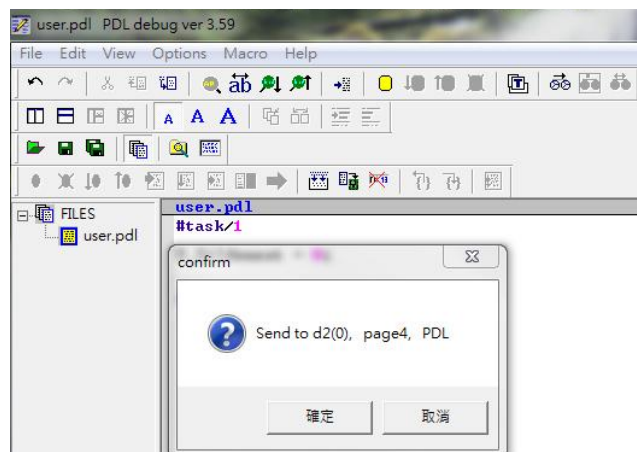 user.pdl PDL debug ver 3.59
File Edit View Options Macro Help
ab
A A A
FILES
user.pdl
user.pdl
#task/1
confirm
Send to d2(0), page4, PDL
確定 取消